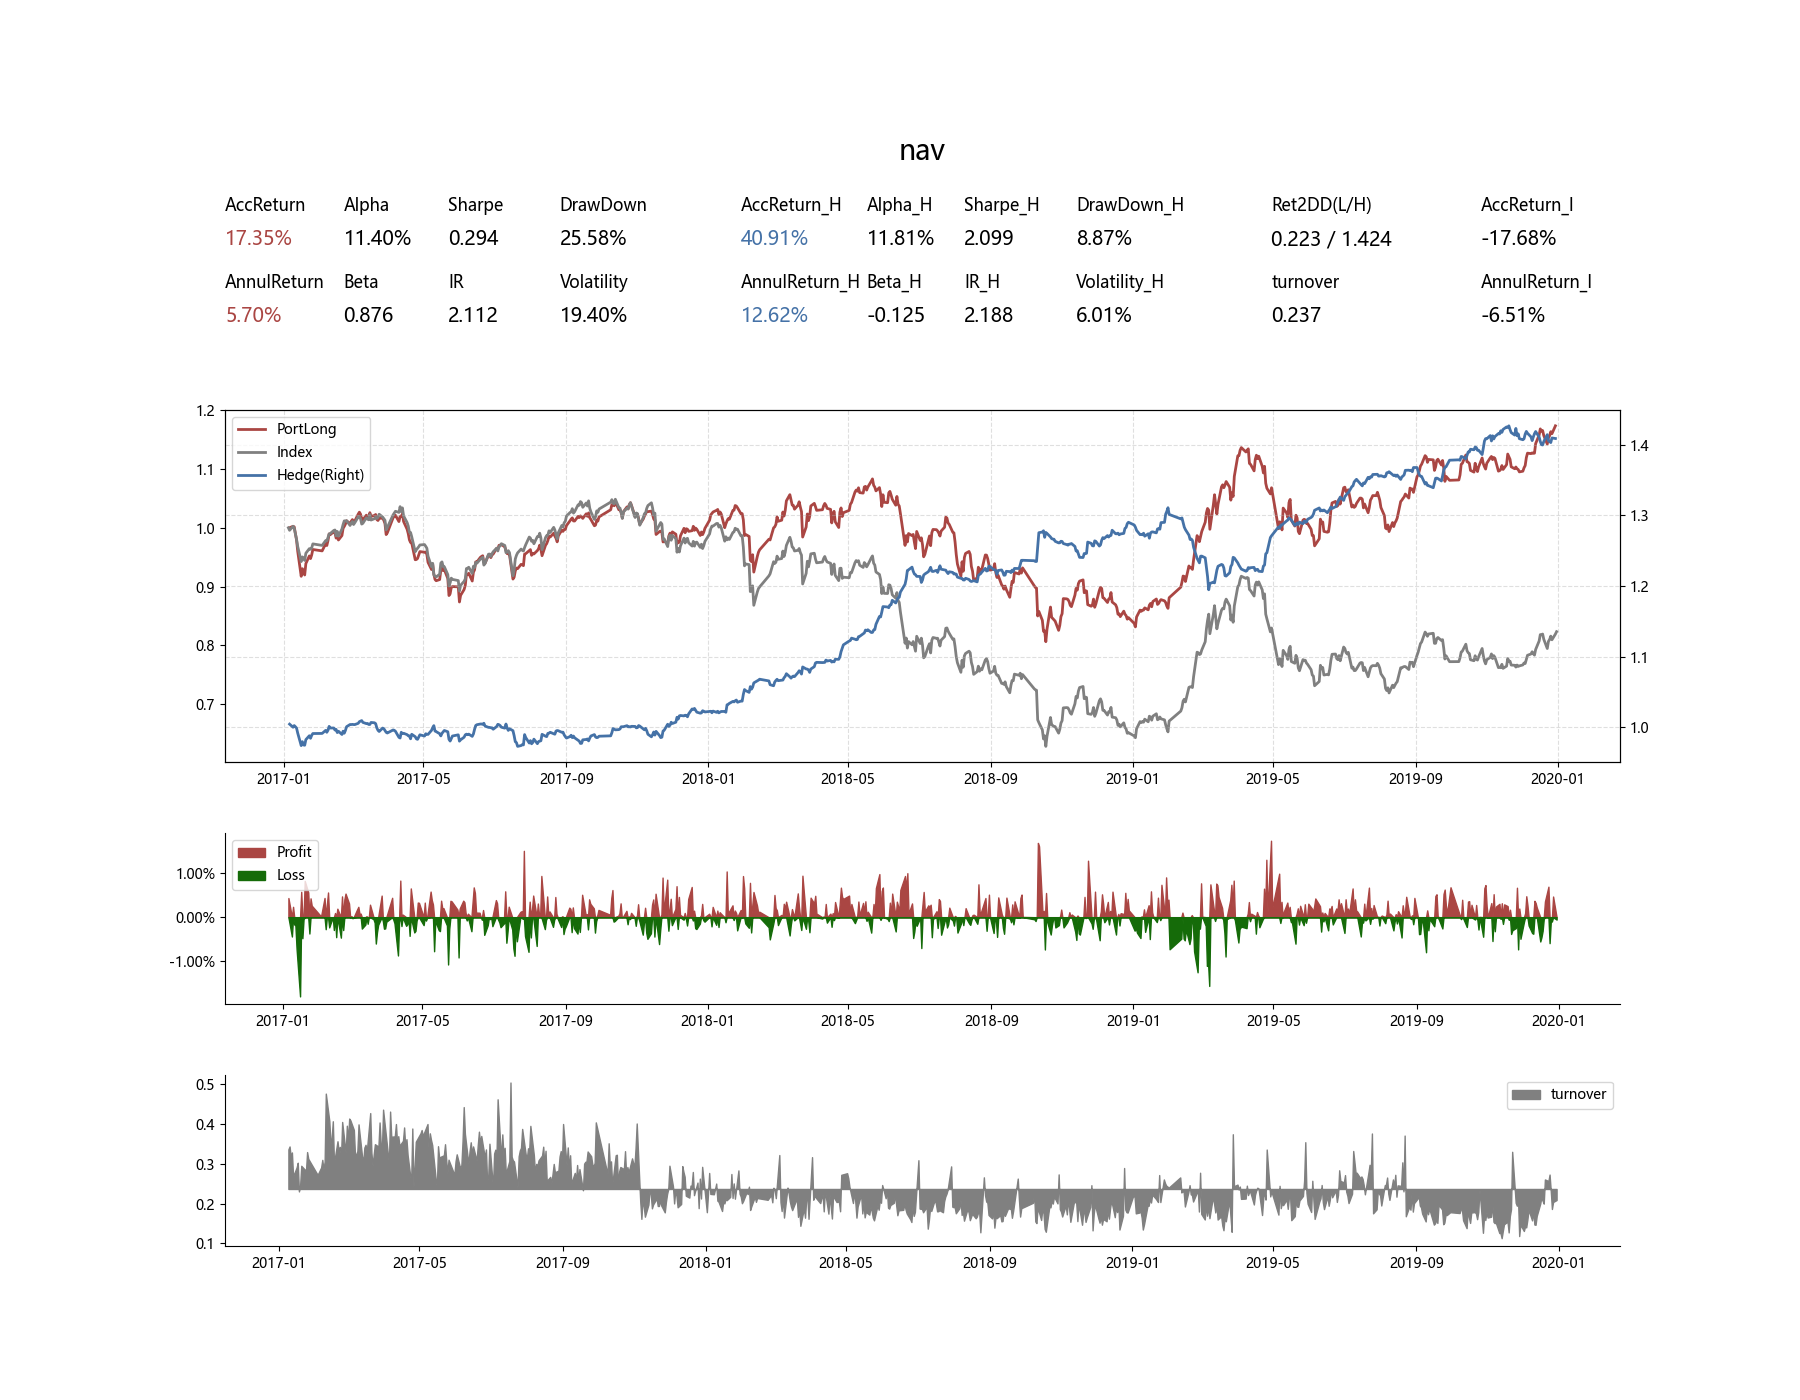 nav
AccReturn Alpha Sharpe DrawDown AccReturn_H Alpha_H Sharpe_H DrawDown_H Ret2DD(L/H) AccReturn_I
17.35% 11.40% 0.294 25.58% 40.91% 11.81% 2.099 8.87% 0.223 / 1.424 -17.68%
AnnulReturn Beta IR Volatility AnnulReturn_H Beta_H IR_H Volatility_H turnover AnnulReturn_I
5.70% 0.876 2.112 19.40% 12.62% -0.125 2.188 6.01% 0.237 -6.51%
1.2
PortLong
Index
Hedge(Right)
1.4
1.1
1.3
1.0
0.9
1.2
0.8
1.1
0.7
1.0
2017-01 2017-05 2017-09 2018-01 2018-05 2018-09 2019-01 2019-05 2019-09 2020-01
Profit
Loss
1.00%
0.00%
-1.00%
2017-01 2017-05 2017-09 2018-01 2018-05 2018-09 2019-01 2019-05 2019-09 2020-01
0.5
turnover
0.4
0.3
0.2
0.1
2017-01 2017-05 2017-09 2018-01 2018-05 2018-09 2019-01 2019-05 2019-09 2020-01